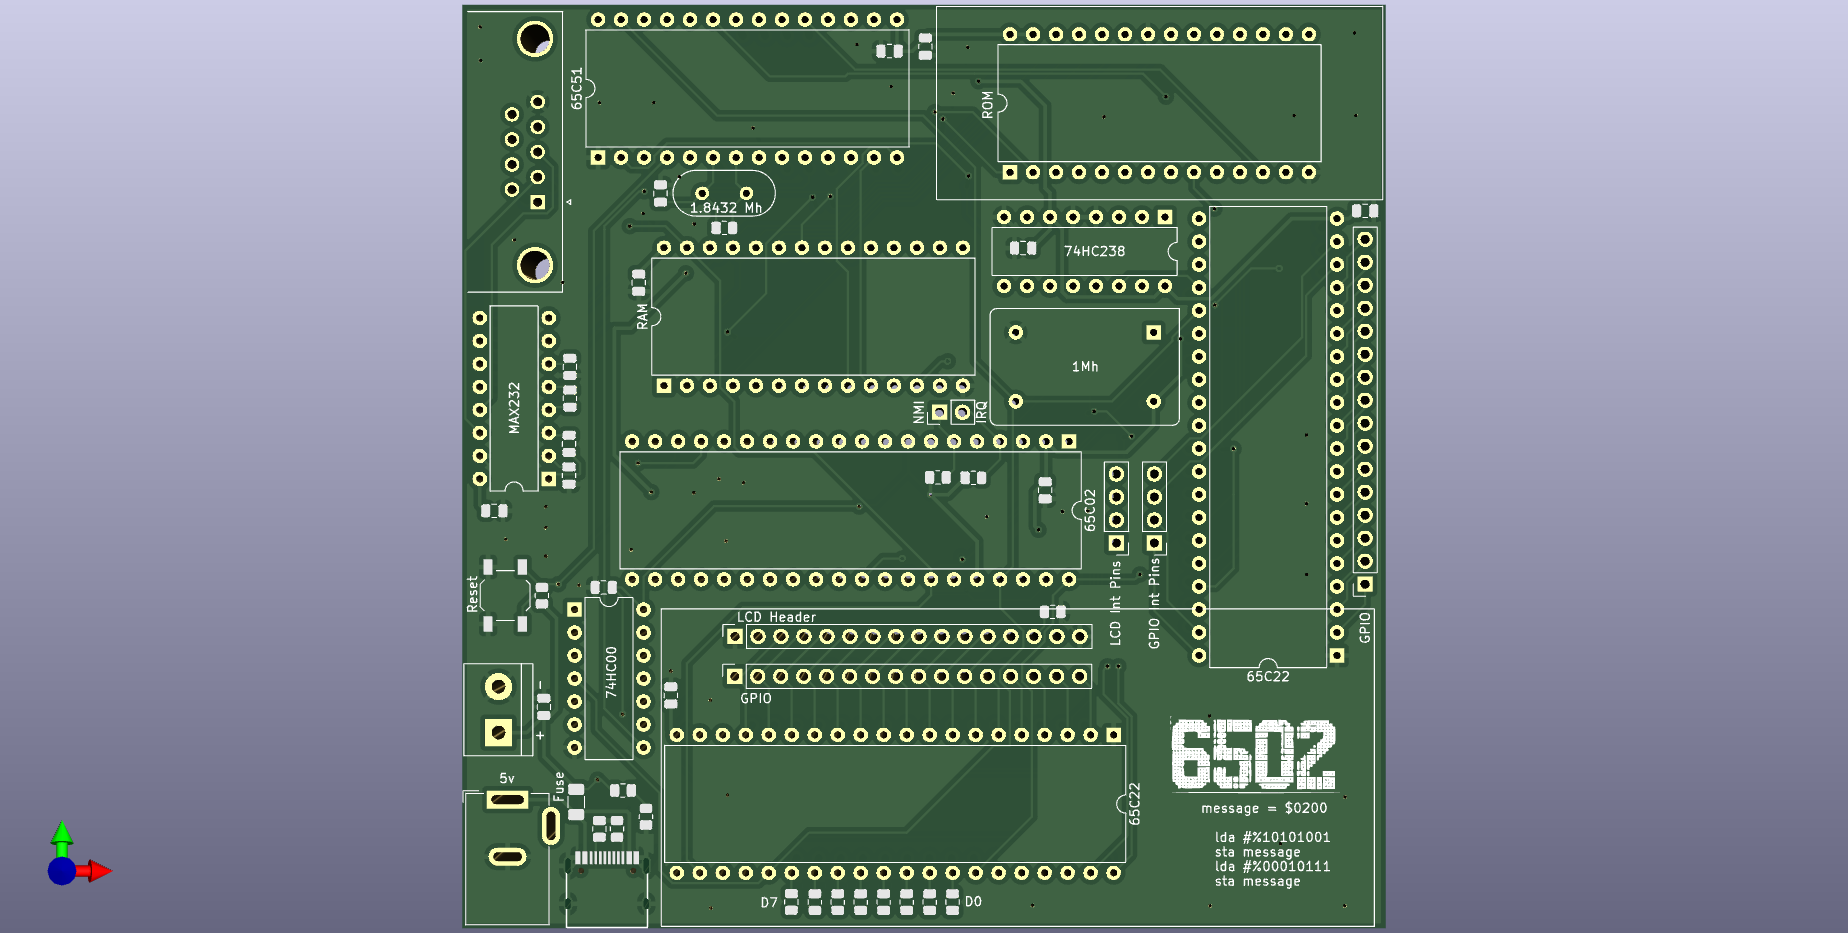 65C51
ROM
1.8432 Mh
74HC238
RAM
1Mh
MAX232
NMI
IRQ
65C02
Reset
LCD Int Pins
GPIO Int Pins
GPIO
LCD Header
74HC00
65C22
GPIO
-
+
6502
5v
Fuse
65C22
message = $0200
lda #%10101001
sta message
lda #%00010111
sta message
D7
D0